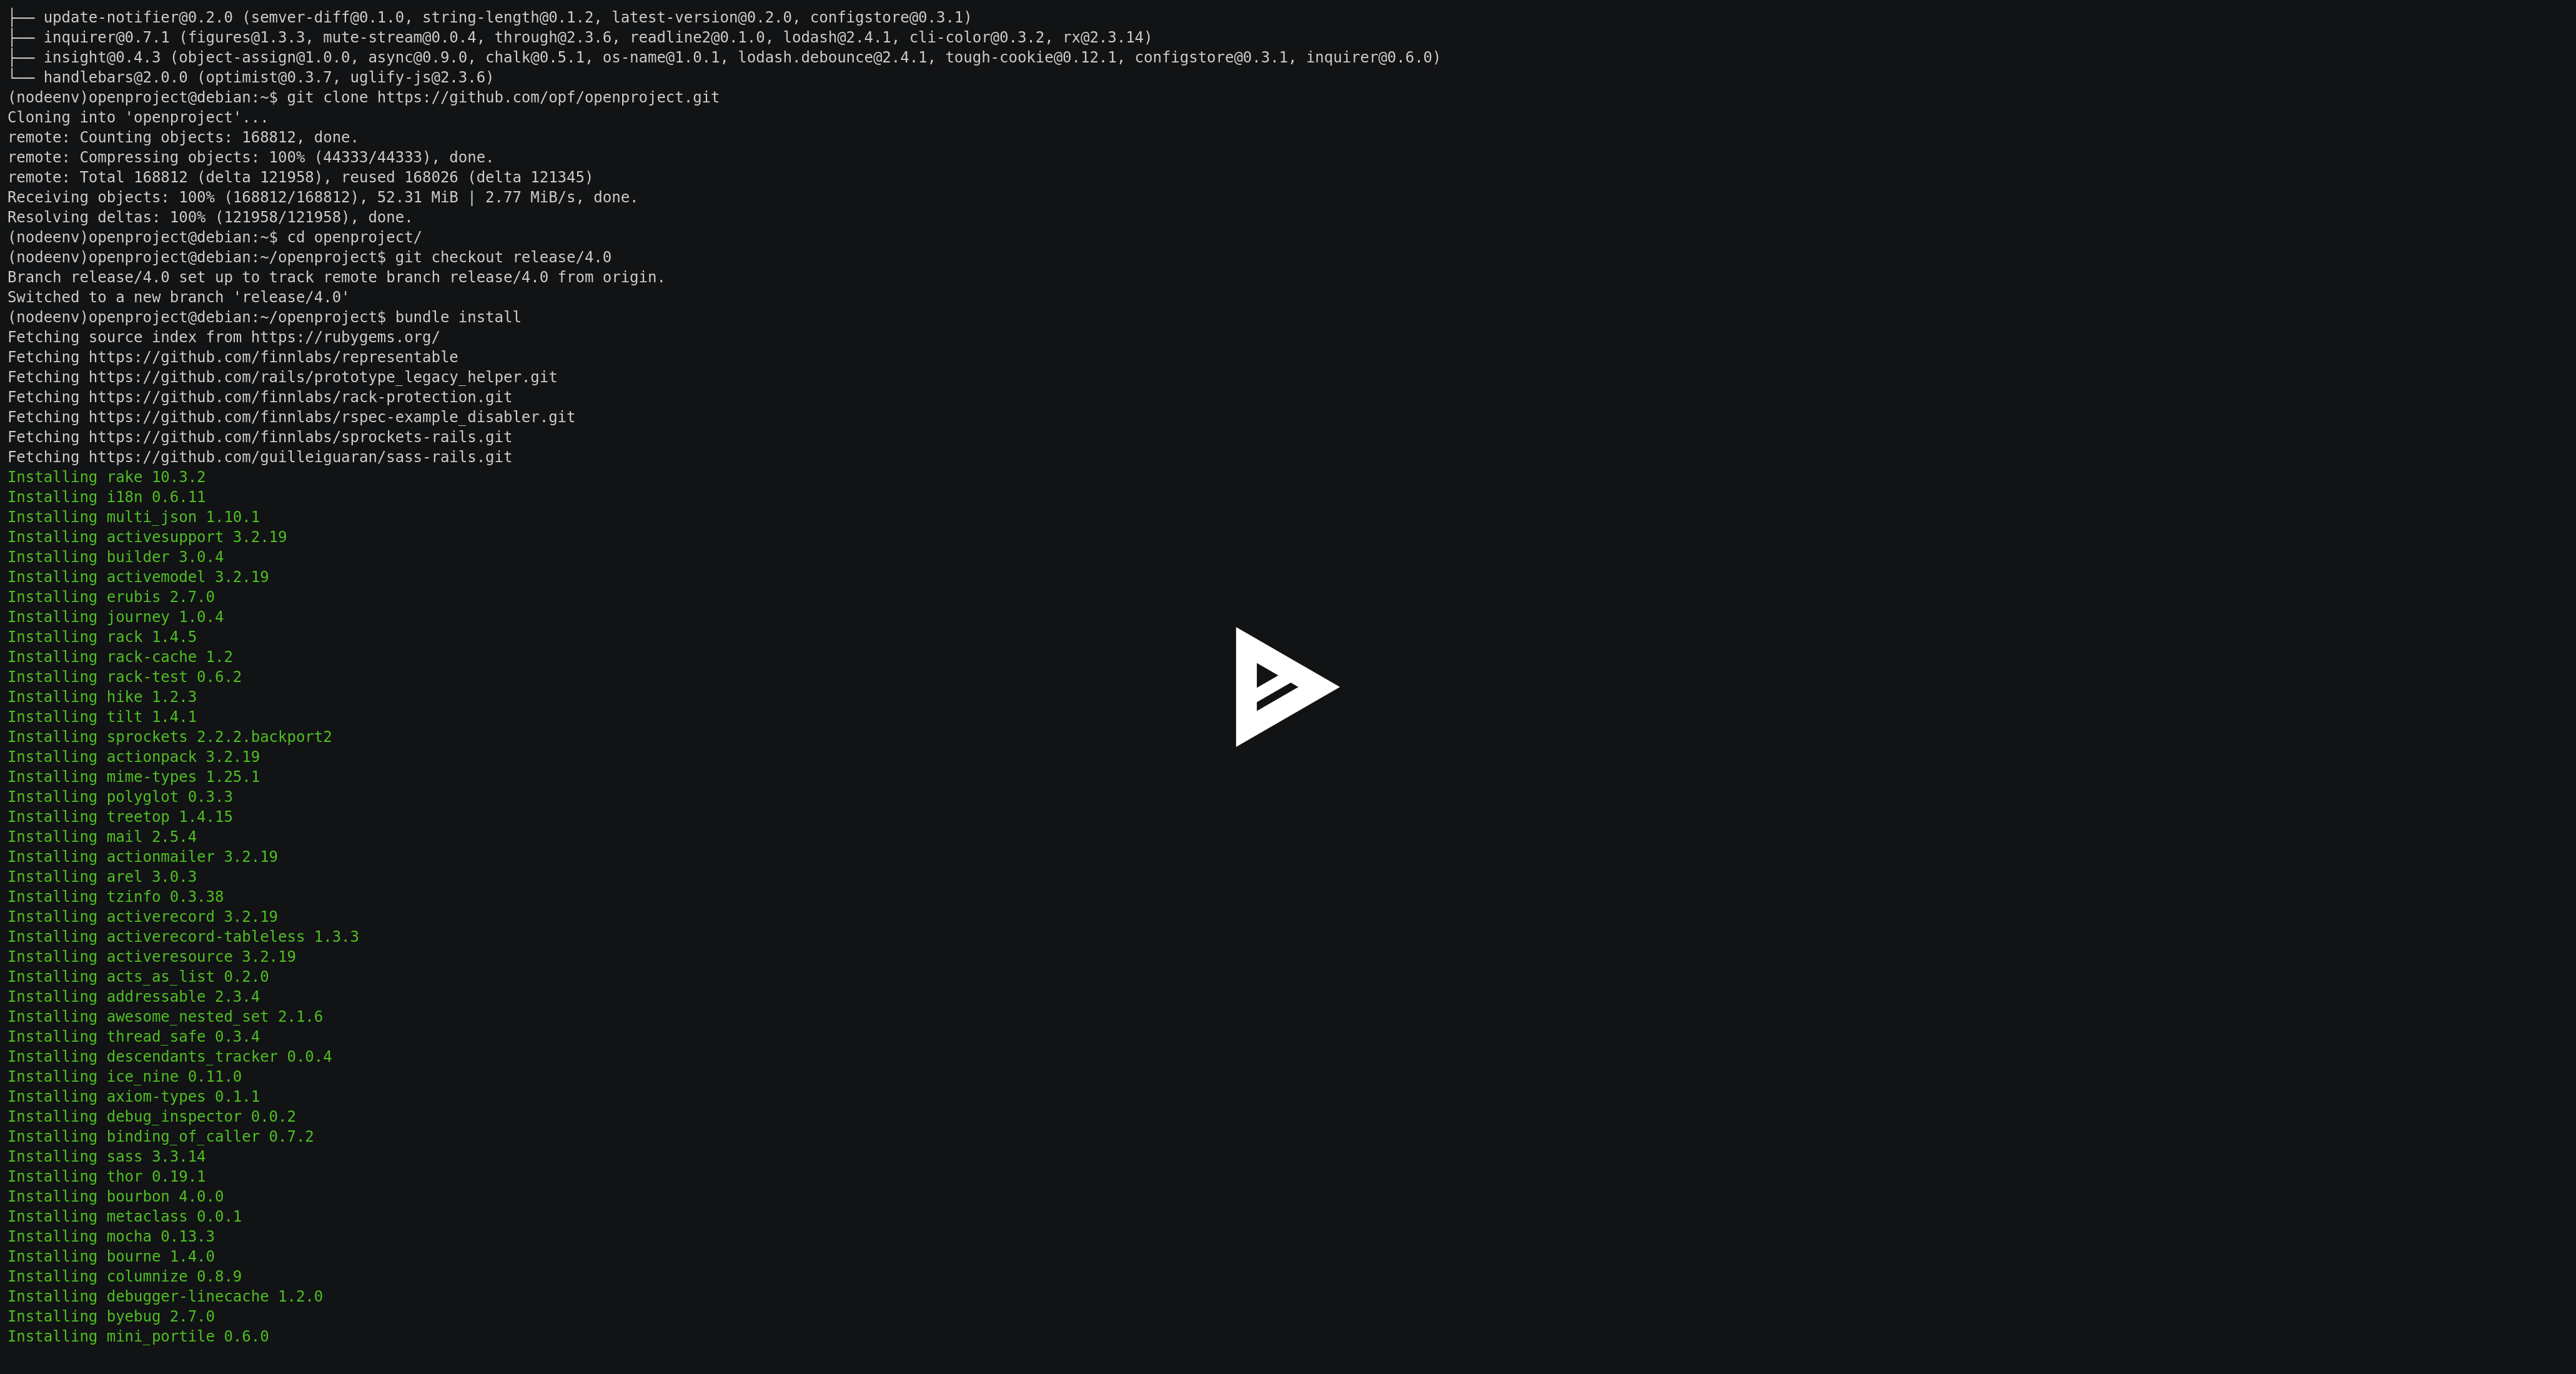 ├── update-notifier@0.2.0 (semver-diff@0.1.0, string-length@0.1.2, latest-version@0.2.0, configstore@0.3.1)
├── inquirer@0.7.1 (figures@1.3.3, mute-stream@0.0.4, through@2.3.6, readline2@0.1.0, lodash@2.4.1, cli-color@0.3.2, rx@2.3.14)
├── insight@0.4.3 (object-assign@1.0.0, async@0.9.0, chalk@0.5.1, os-name@1.0.1, lodash.debounce@2.4.1, tough-cookie@0.12.1, configstore@0.3.1, inquirer@0.6.0)
└── handlebars@2.0.0 (optimist@0.3.7, uglify-js@2.3.6)
(nodeenv)openproject@debian:~$ git clone https://github.com/opf/openproject.git
Cloning into 'openproject'...
remote: Counting objects: 168812, done.
remote: Compressing objects: 100% (44333/44333), done.
remote: Total 168812 (delta 121958), reused 168026 (delta 121345)
Receiving objects: 100% (168812/168812), 52.31 MiB | 2.77 MiB/s, done.
Resolving deltas: 100% (121958/121958), done.
(nodeenv)openproject@debian:~$ cd openproject/
(nodeenv)openproject@debian:~/openproject$ git checkout release/4.0
Branch release/4.0 set up to track remote branch release/4.0 from origin.
Switched to a new branch 'release/4.0'
(nodeenv)openproject@debian:~/openproject$ bundle install
Fetching source index from https://rubygems.org/
Fetching https://github.com/finnlabs/representable
Fetching https://github.com/rails/prototype_legacy_helper.git
Fetching https://github.com/finnlabs/rack-protection.git
Fetching https://github.com/finnlabs/rspec-example_disabler.git
Fetching https://github.com/finnlabs/sprockets-rails.git
Fetching https://github.com/guilleiguaran/sass-rails.git
Installing rake 10.3.2
Installing i18n 0.6.11
Installing multi_json 1.10.1
Installing activesupport 3.2.19
Installing builder 3.0.4
Installing activemodel 3.2.19
Installing erubis 2.7.0
Installing journey 1.0.4
Installing rack 1.4.5
Installing rack-cache 1.2
Installing rack-test 0.6.2
Installing hike 1.2.3
Installing tilt 1.4.1
Installing sprockets 2.2.2.backport2
Installing actionpack 3.2.19
Installing mime-types 1.25.1
Installing polyglot 0.3.3
Installing treetop 1.4.15
Installing mail 2.5.4
Installing actionmailer 3.2.19
Installing arel 3.0.3
Installing tzinfo 0.3.38
Installing activerecord 3.2.19
Installing activerecord-tableless 1.3.3
Installing activeresource 3.2.19
Installing acts_as_list 0.2.0
Installing addressable 2.3.4
Installing awesome_nested_set 2.1.6
Installing thread_safe 0.3.4
Installing descendants_tracker 0.0.4
Installing ice_nine 0.11.0
Installing axiom-types 0.1.1
Installing debug_inspector 0.0.2
Installing binding_of_caller 0.7.2
Installing sass 3.3.14
Installing thor 0.19.1
Installing bourbon 4.0.0
Installing metaclass 0.0.1
Installing mocha 0.13.3
Installing bourne 1.4.0
Installing columnize 0.8.9
Installing debugger-linecache 1.2.0
Installing byebug 2.7.0
Installing mini_portile 0.6.0